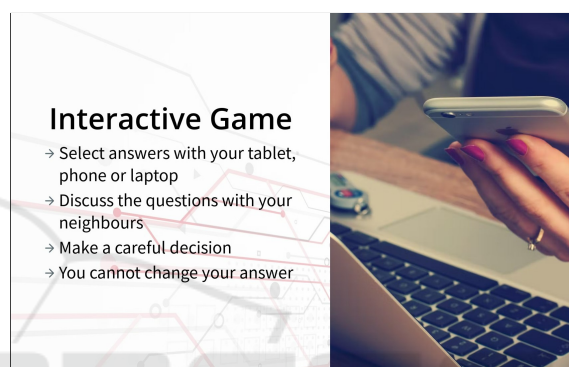 Interactive Game
→ Select answers with your tablet,
phone or laptop
→ Discuss the questions with your
neighbours
→ Make a careful decision
→ You cannot change your answer